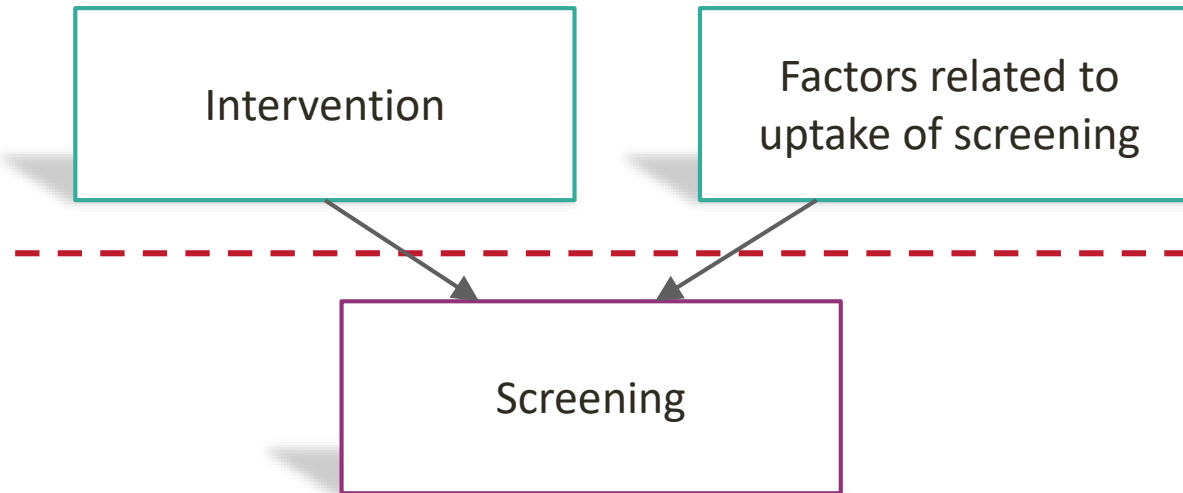 Intervention
Factors related to
uptake of screening
Screening